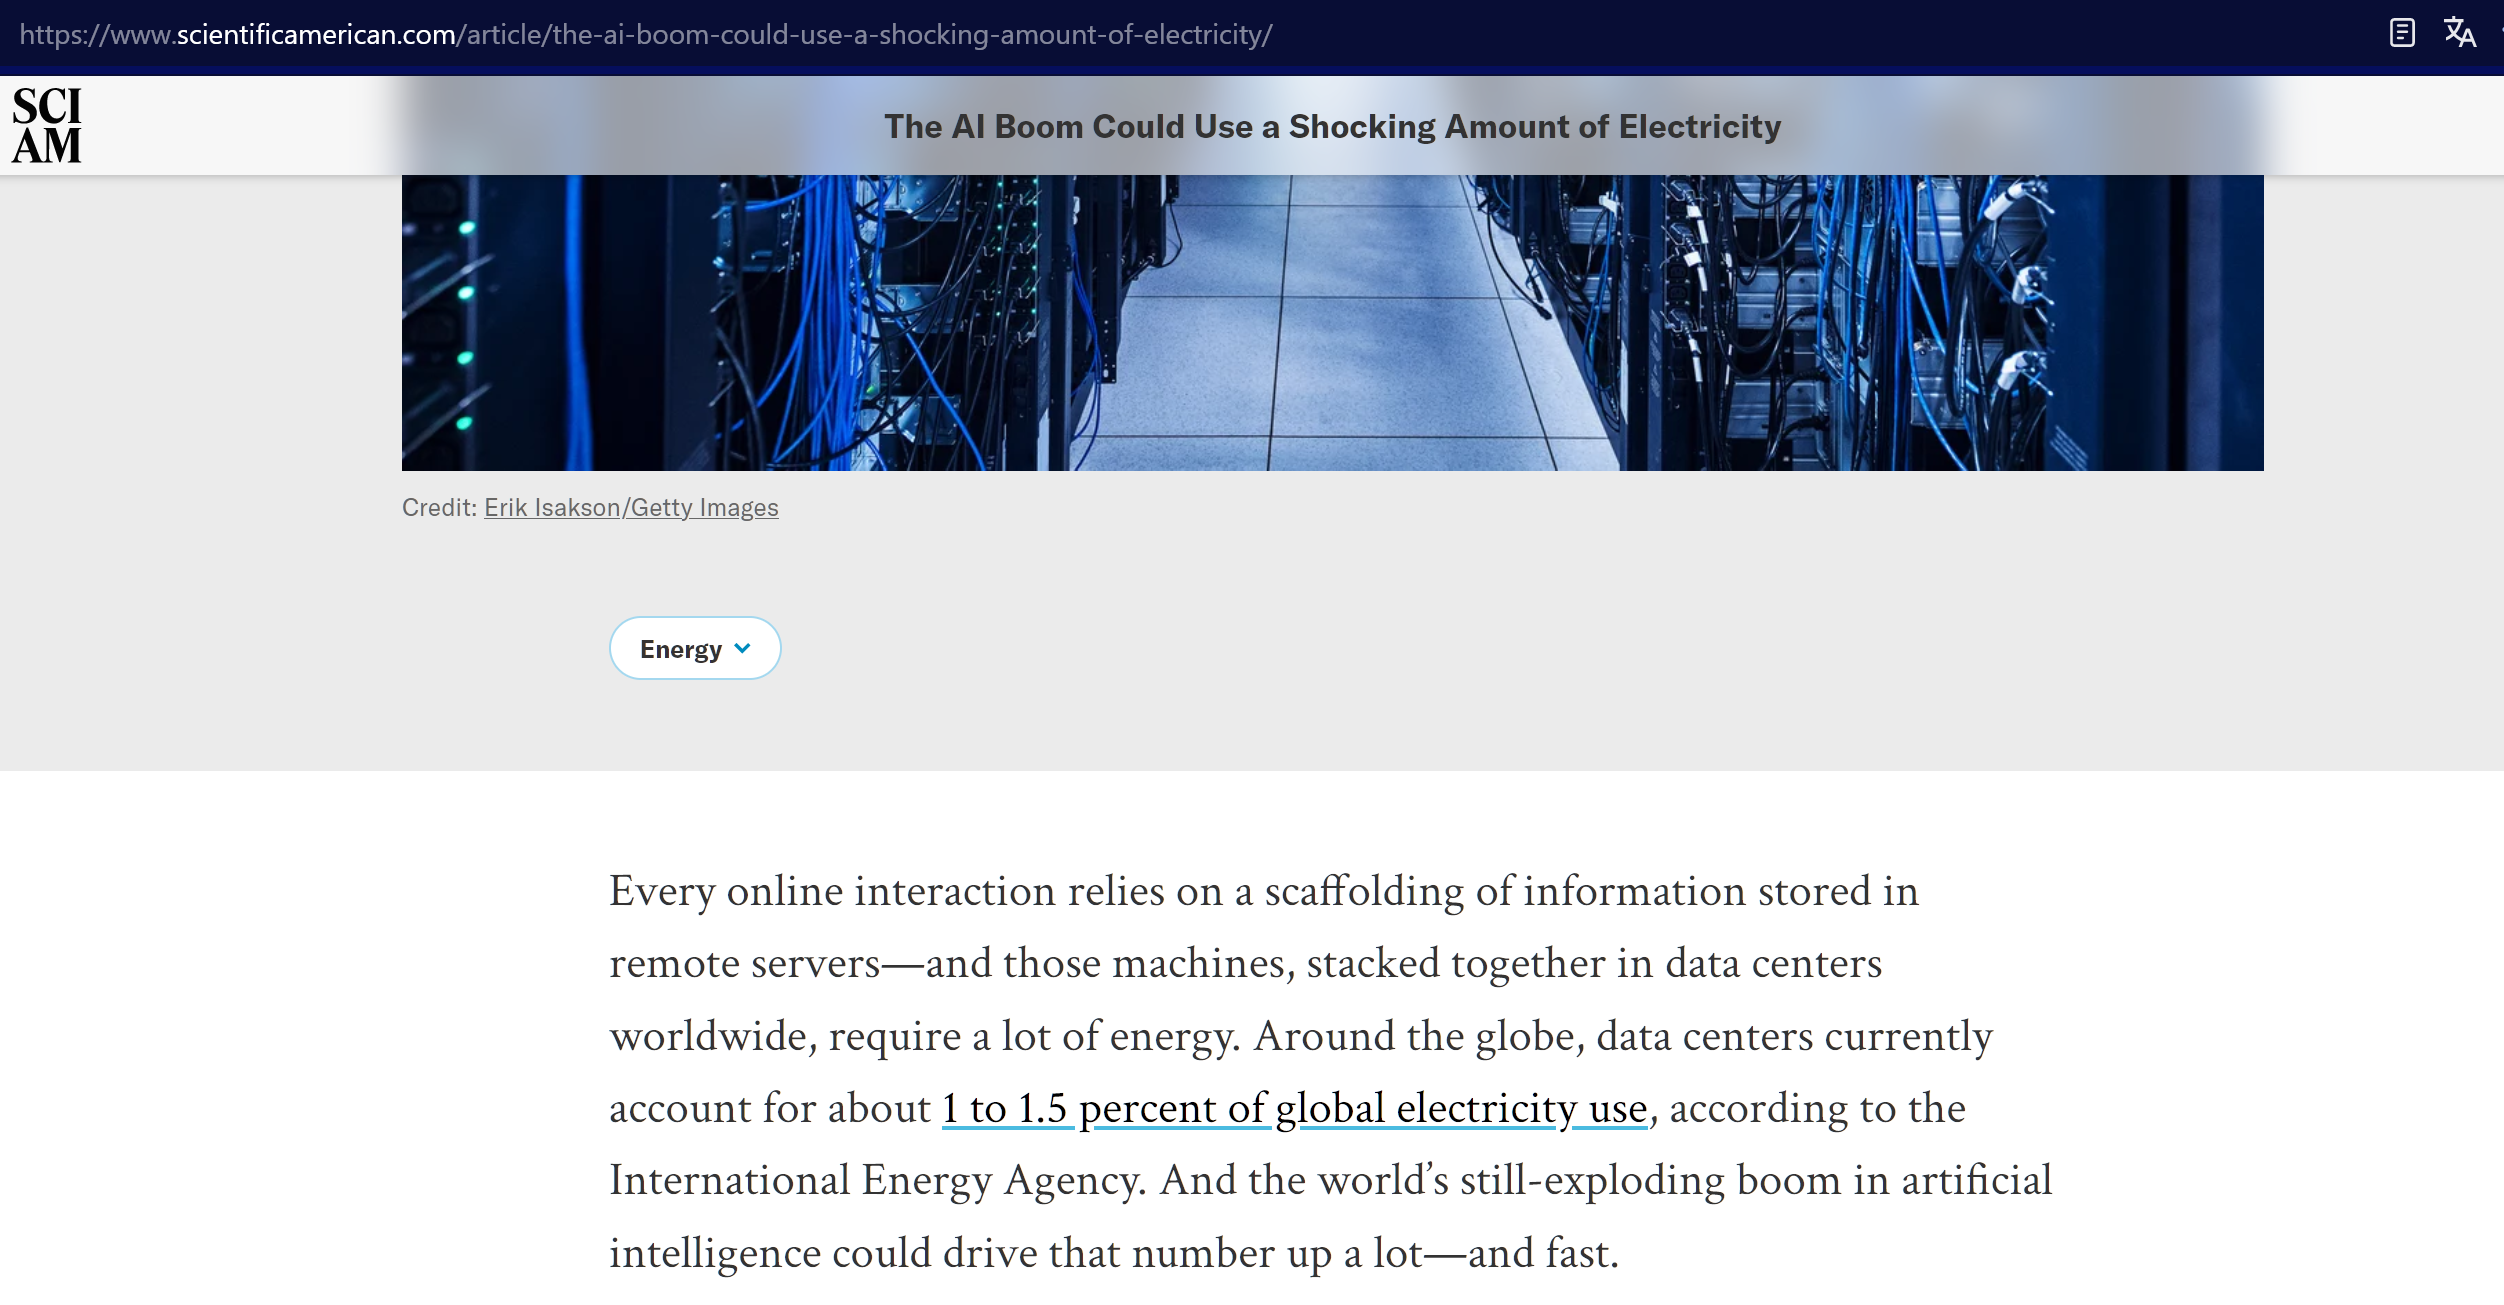 https://www.scientificamerican.com/article/the-ai-boom-could-use-a-shocking-amount-of-electricity/
SCI
AM
The AI Boom Could Use a Shocking Amount of Electricity
Credit: Erik Isakson/Getty Images
Energy
Every online interaction relies on a scaffolding of information stored in
remote servers—and those machines, stacked together in data centers
worldwide, require a lot of energy. Around the globe, data centers currently
account for about 1 to 1.5 percent of global electricity use, according to the
International Energy Agency. And the world’s still-exploding boom in artificial
intelligence could drive that number up a lot—and fast.